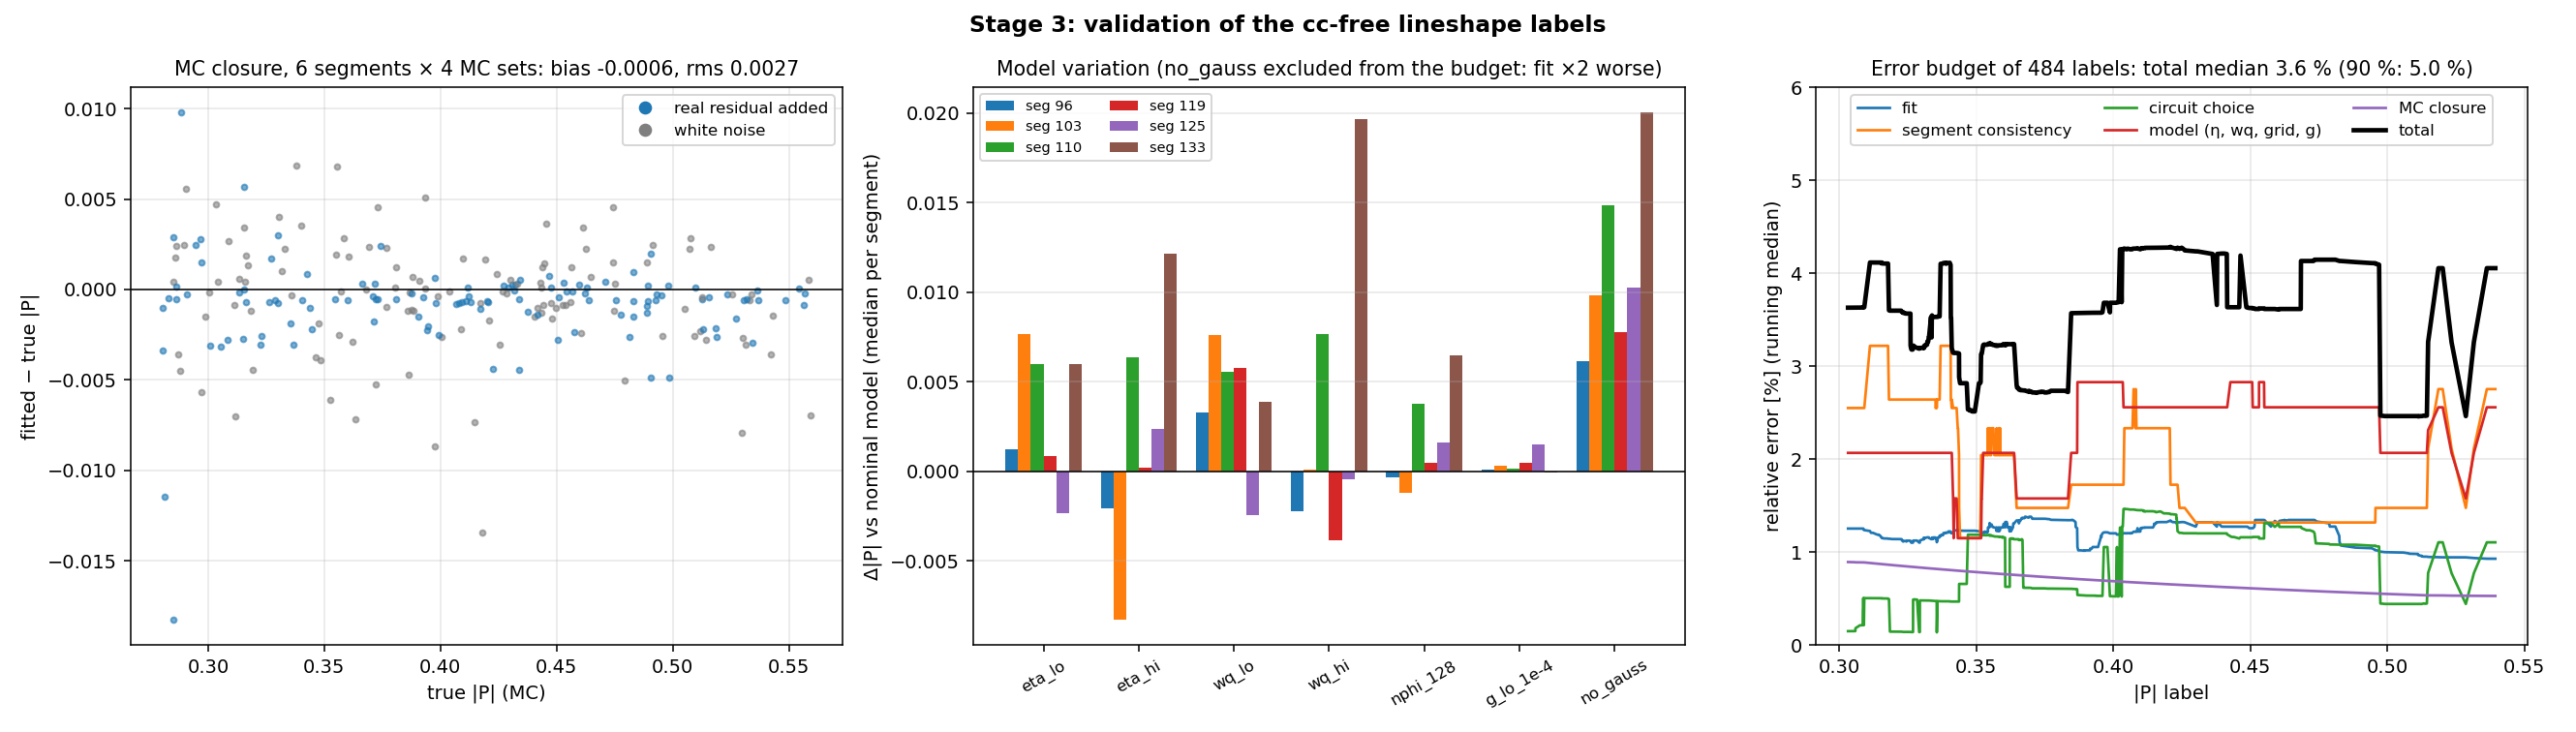 Stage 3: validation of the cc-free lineshape labels
MC closure, 6 segments × 4 MC sets: bias -0.0006, rms 0.0027
real residual added
white noise
0.010
0.005
0.000
−0.005
−0.010
−0.015
fitted − true |P|
0.30
0.35
0.40
0.45
0.50
0.55
true |P| (MC)
Model variation (no_gauss excluded from the budget: fit ×2 worse)
seg 96
seg 103
seg 110
seg 119
seg 125
seg 133
0.020
0.015
0.010
0.005
0.000
−0.005
Δ|P| vs nominal model (median per segment)
eta_lo
eta_hi
wq_lo
wq_hi
nphi_128
g_lo_1e-4
no_gauss
Error budget of 484 labels: total median 3.6 % (90 %: 5.0 %)
fit
segment consistency
circuit choice
model (η, wq, grid, g)
MC closure
total
6
5
4
3
2
1
0
relative error [%] (running median)
0.30
0.35
0.40
0.45
0.50
0.55
|P| label